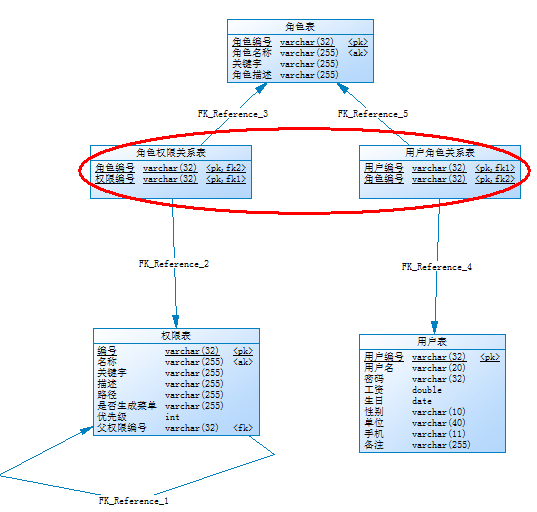 角色表
角色编号 varchar(32) <pk>
角色名称 varchar(255) <ak>
关键字 varchar(255)
角色描述 varchar(255)
FK_Reference_3
FK_Reference_5
角色权限关系表
角色编号 varchar(32) <pk,fk2>
权限编号 varchar(32) <pk,fk1>
用户角色关系表
用户编号 varchar(32) <pk,fk1>
角色编号 varchar(32) <pk,fk2>
FK_Reference_2
FK_Reference_4
权限表
编号 varchar(32) <pk>
名称 varchar(255) <ak>
关键字 varchar(255)
描述 varchar(255)
路径 varchar(255)
是否生成菜单 varchar(255)
优先级 int
父权限编号 varchar(32) <fk>
用户表
用户编号 varchar(32) <pk>
用户名 varchar(20)
密码 varchar(32)
工资 double
生日 date
性别 varchar(10)
单位 varchar(40)
手机 varchar(11)
备注 varchar(255)
FK_Reference_1